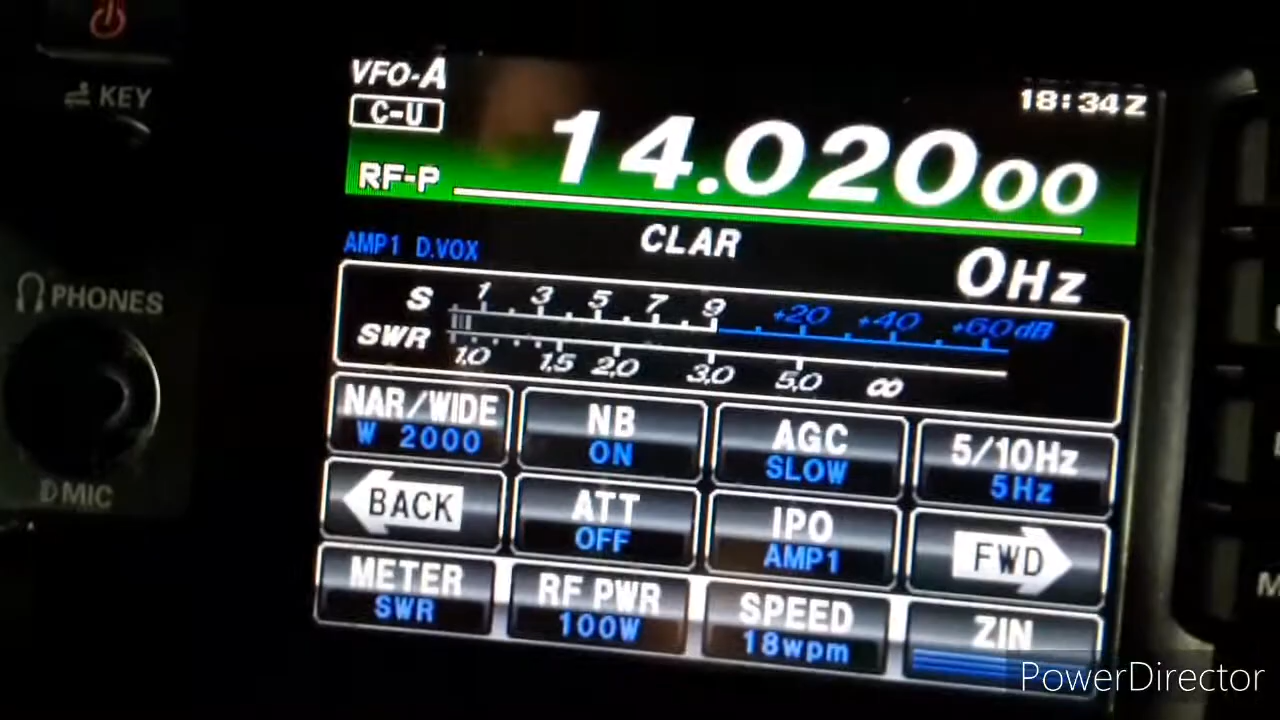 KEY
PHONES
MIC
VFO-A
18:34Z
C-U
14.02000
RF-P
AMP1 D.VOX
CLAR
0Hz
S 1 3 5 7 9 +20 +40 +60dB
SWR 1.0 1.5 2.0 3.0 5.0 ∞
NAR/WIDE NB AGC 5/10Hz
W 2000 ON SLOW 5Hz
BACK ATT IPO FWD
OFF AMP1
METER RF PWR SPEED ZIN
SWR 100W 18wpm
PowerDirector